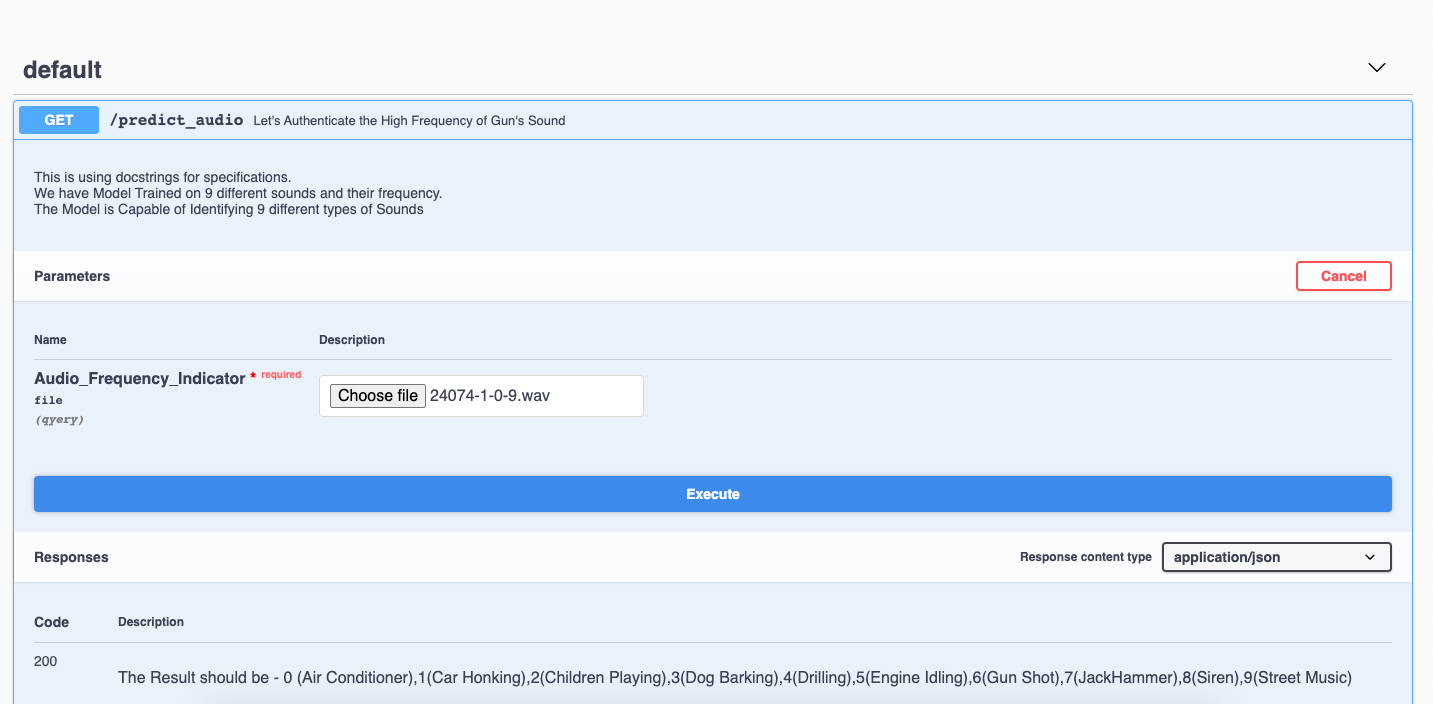 default
GET /predict_audio Let's Authenticate the High Frequency of Gun's Sound
This is using docstrings for specifications.
We have Model Trained on 9 different sounds and their frequency.
The Model is Capable of Identifying 9 different types of Sounds
Parameters Cancel
Name Description
Audio_Frequency_Indicator * required
Choose file 24074-1-0-9.wav
file
(qyery)
Execute
Responses Response content type application/json
Code Description
200
The Result should be - 0 (Air Conditioner),1(Car Honking),2(Children Playing),3(Dog Barking),4(Drilling),5(Engine Idling),6(Gun Shot),7(JackHammer),8(Siren),9(Street Music)